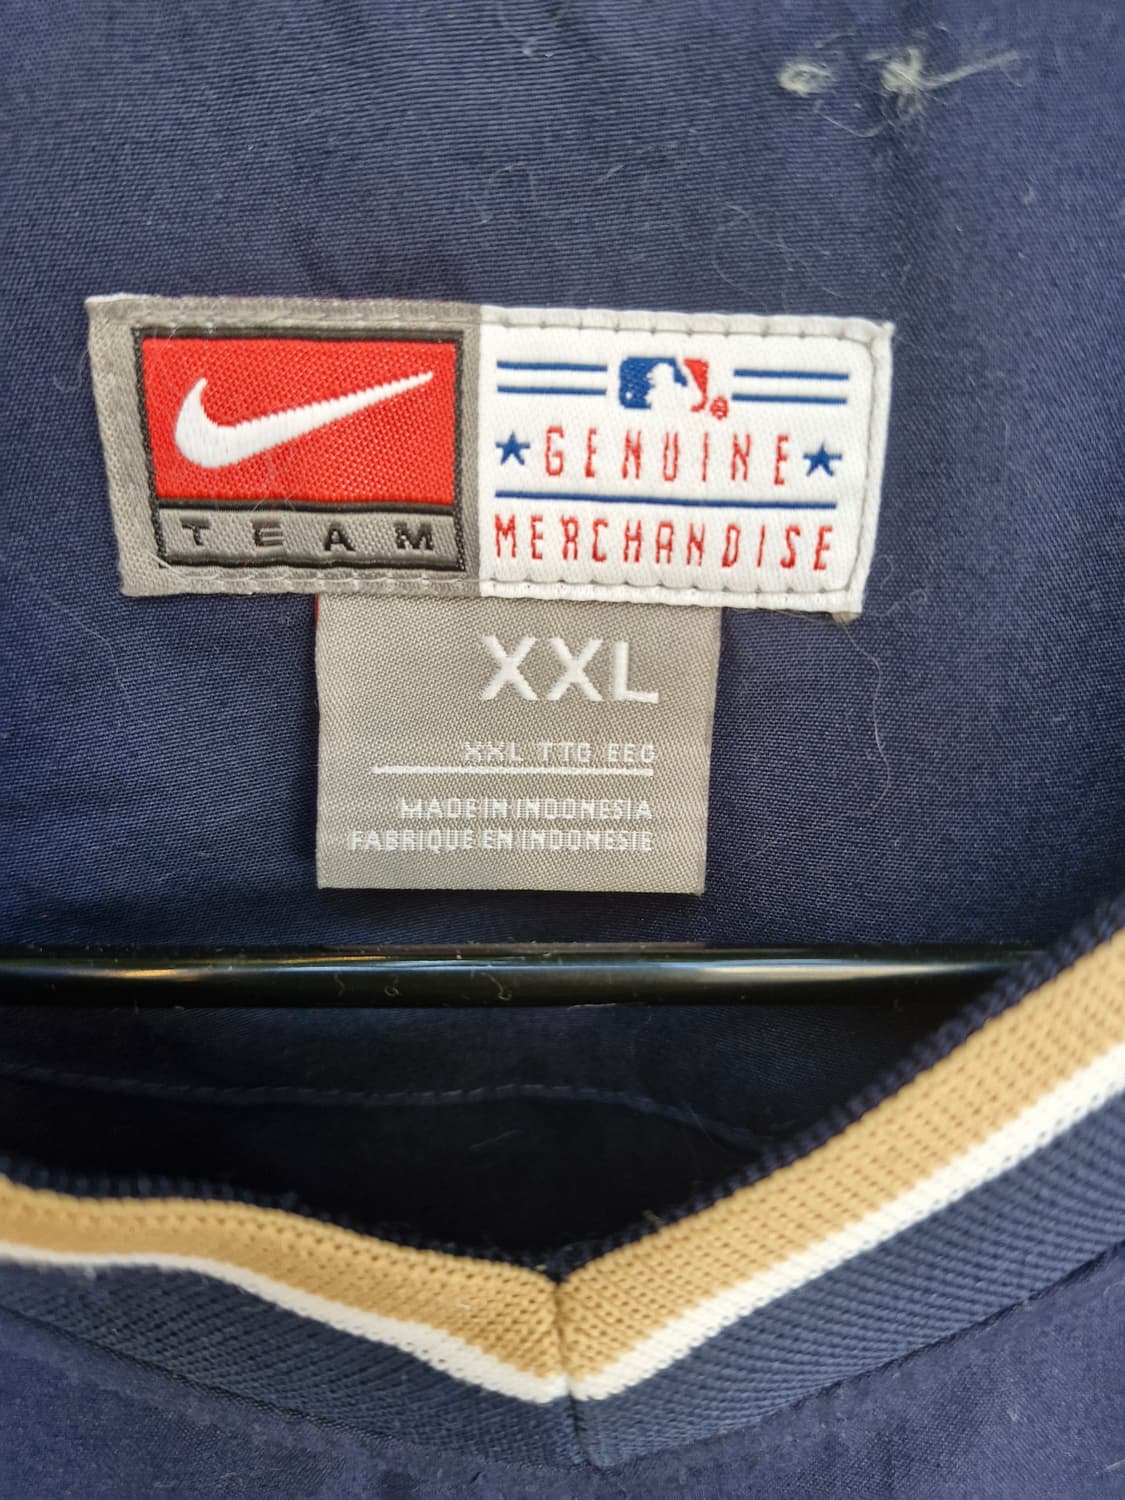 TEAM
GENUINE
MERCHANDISE
XXL
XXL TTG EEG
MADE IN INDONESIA
FABRIQUE EN INDONESIE